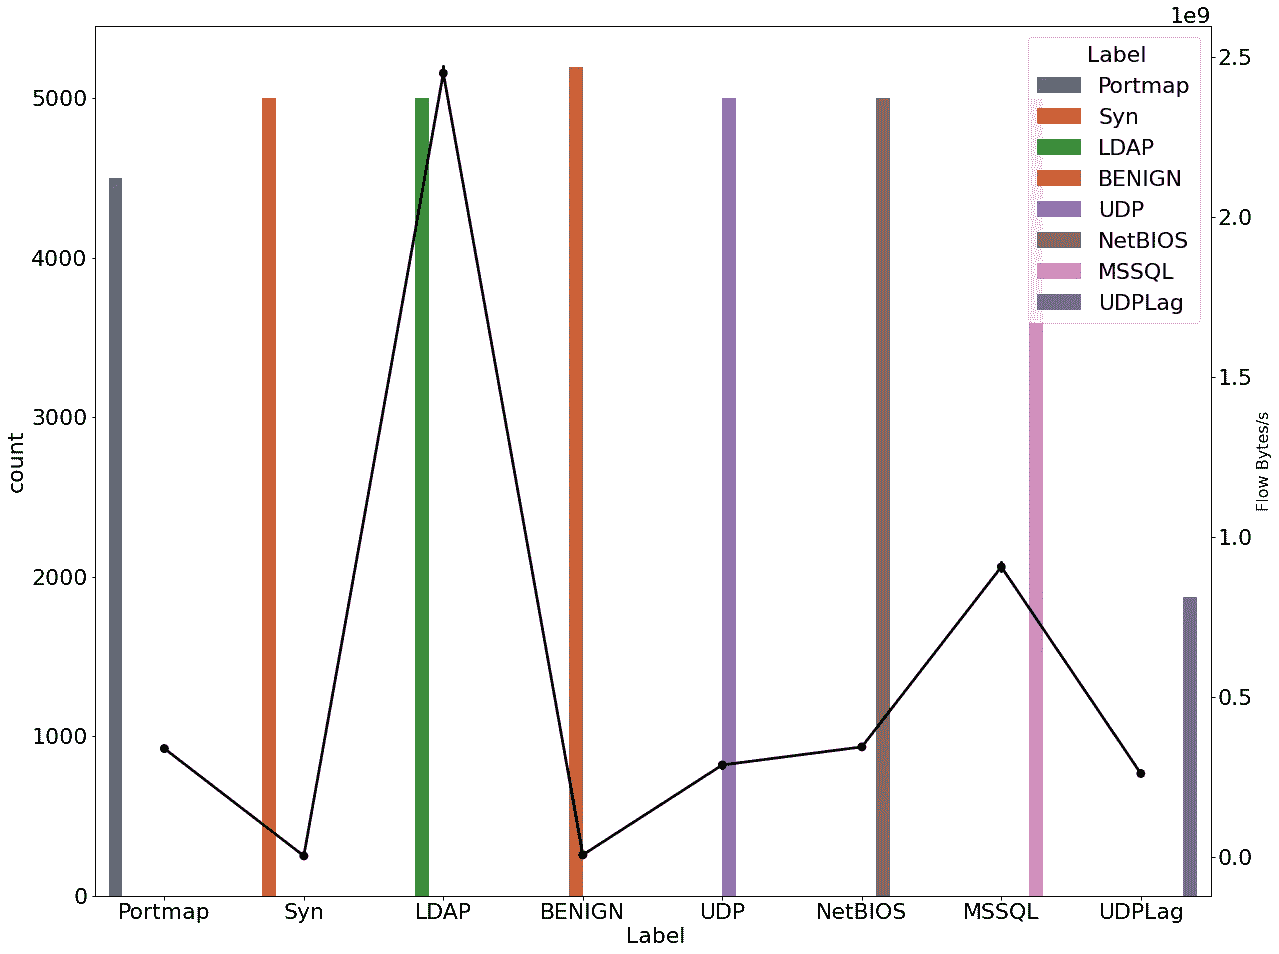 1e9
count
5000
4000
3000
2000
1000
0
Label
Portmap
Syn
LDAP
BENIGN
UDP
NetBIOS
MSSQL
UDPLag
2.5
2.0
1.5
1.0
0.5
0.0
Flow Bytes/s
Portmap Syn LDAP BENIGN UDP NetBIOS MSSQL UDPLag
Label